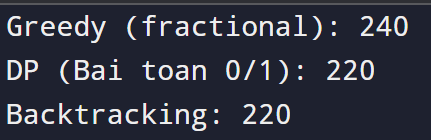 Greedy (fractional): 240
DP (Bai toan 0/1): 220
Backtracking: 220